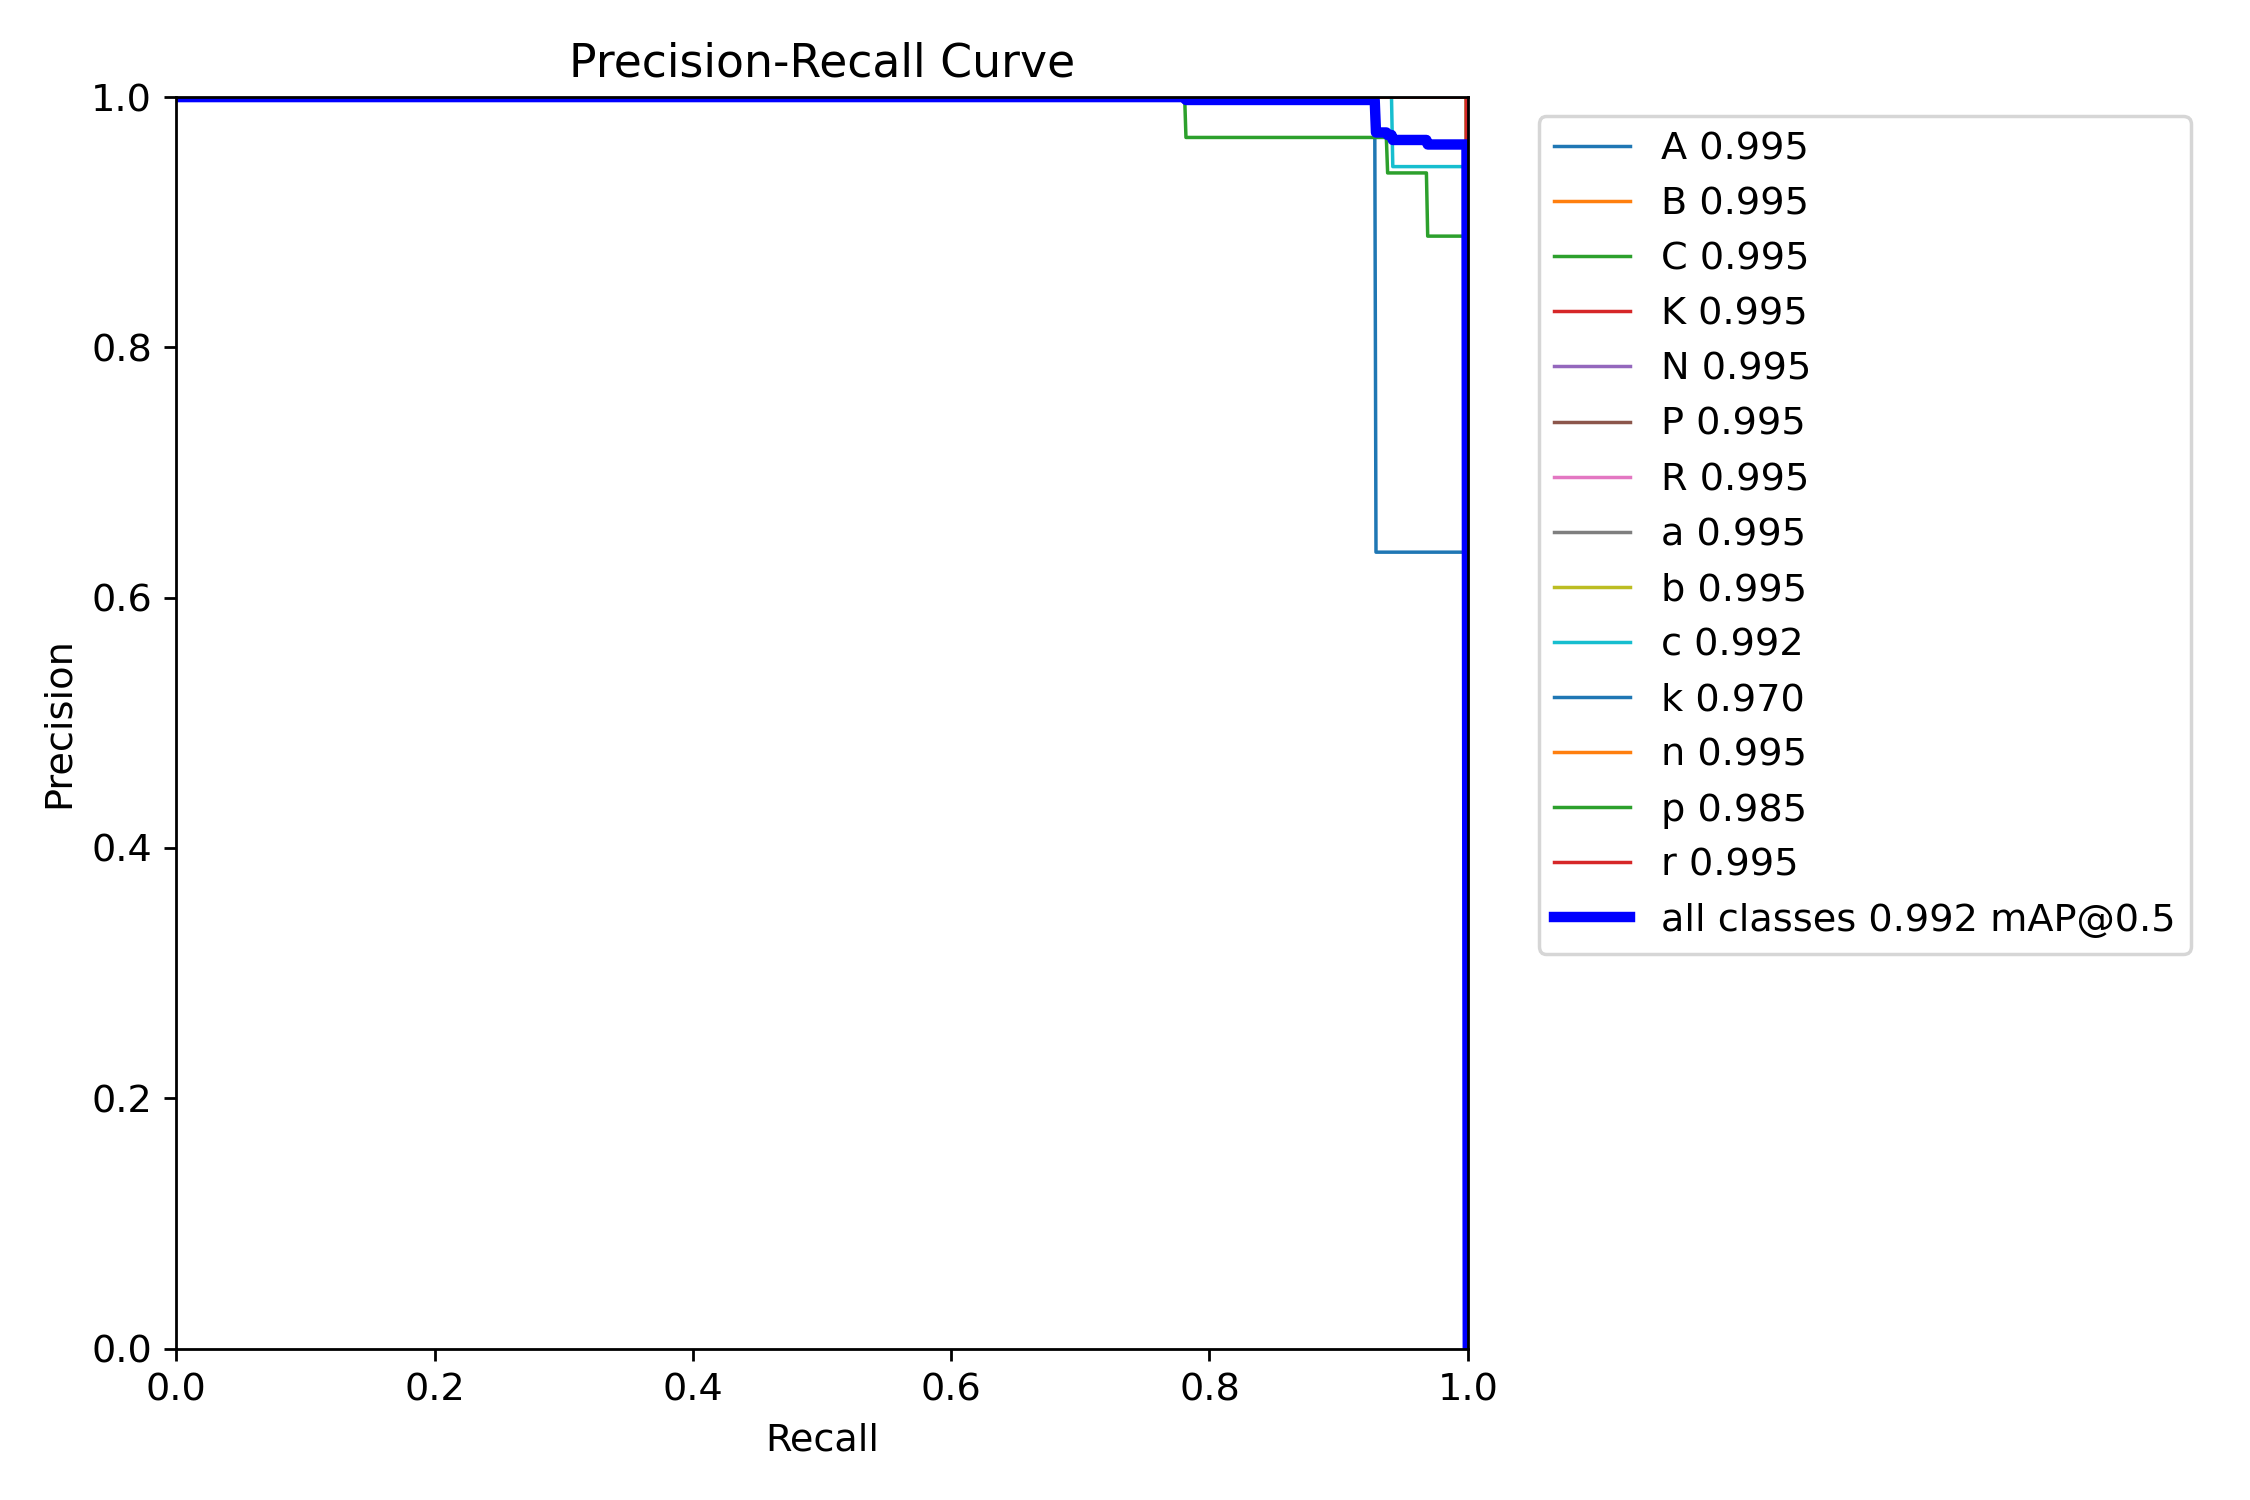 Precision-Recall Curve
1.0
0.8
0.6
0.4
0.2
0.0
Precision
0.0 0.2 0.4 0.6 0.8 1.0
Recall
A 0.995
B 0.995
C 0.995
K 0.995
N 0.995
P 0.995
R 0.995
a 0.995
b 0.995
c 0.992
k 0.970
n 0.995
p 0.985
r 0.995
all classes 0.992 mAP@0.5